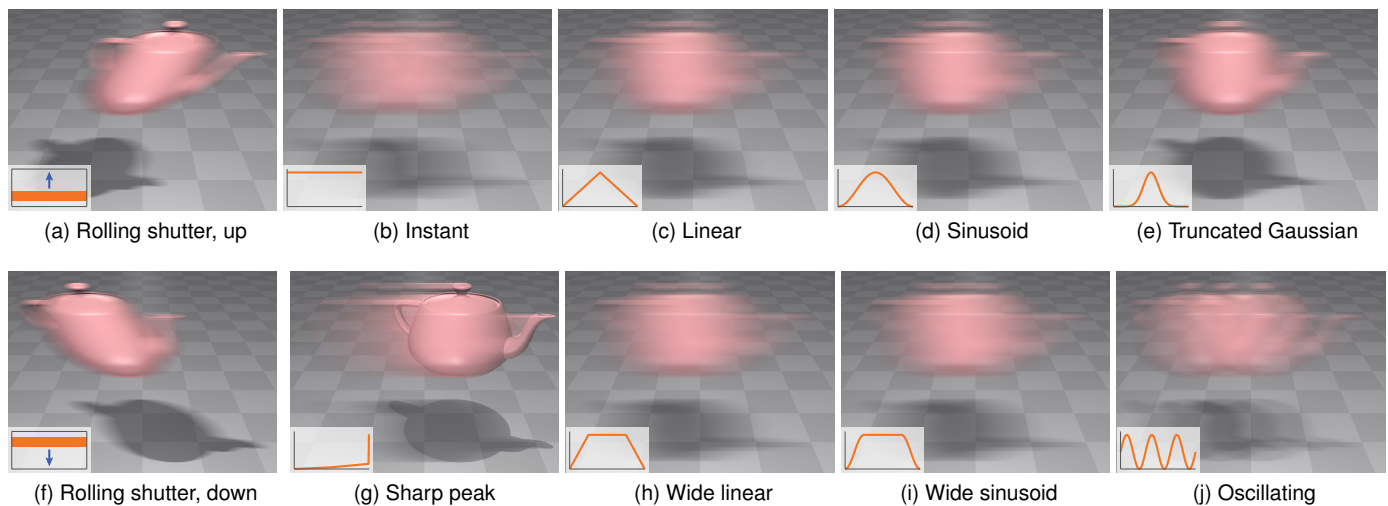 (a) Rolling shutter, up
(b) Instant
(c) Linear
(d) Sinusoid
(e) Truncated Gaussian
(f) Rolling shutter, down
(g) Sharp peak
(h) Wide linear
(i) Wide sinusoid
(j) Oscillating